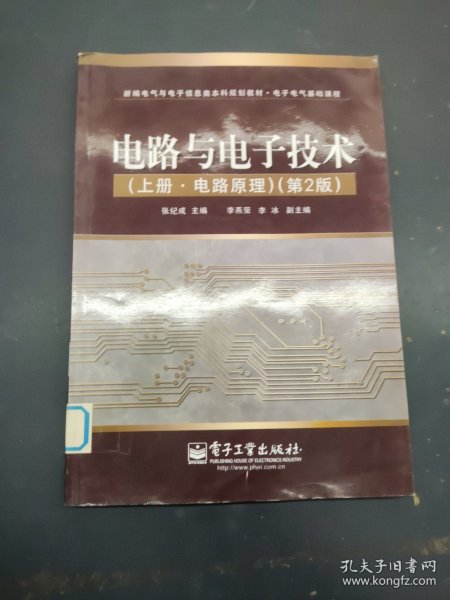 新编电气与电子信息类本科规划教材·电子电气基础课程
电路与电子技术
(上册·电路原理)(第2版)
张纪成 主编 李燕荣 李冰 副主编
電子工業出版社
PUBLISHING HOUSE OF ELECTRONICS INDUSTRY
http://www.phei.com.cn
孔夫子旧书网
www.kongfz.com